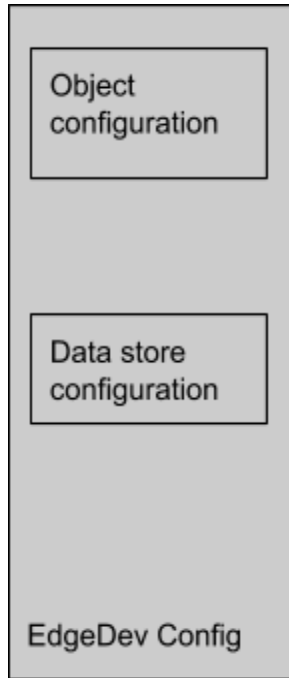 Object
configuration
Data store
configuration
EdgeDev Config